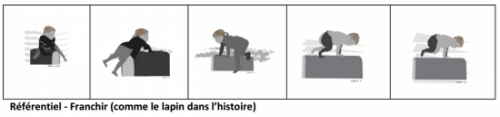 Référentiel - Franchir (comme le lapin dans l'histoire)